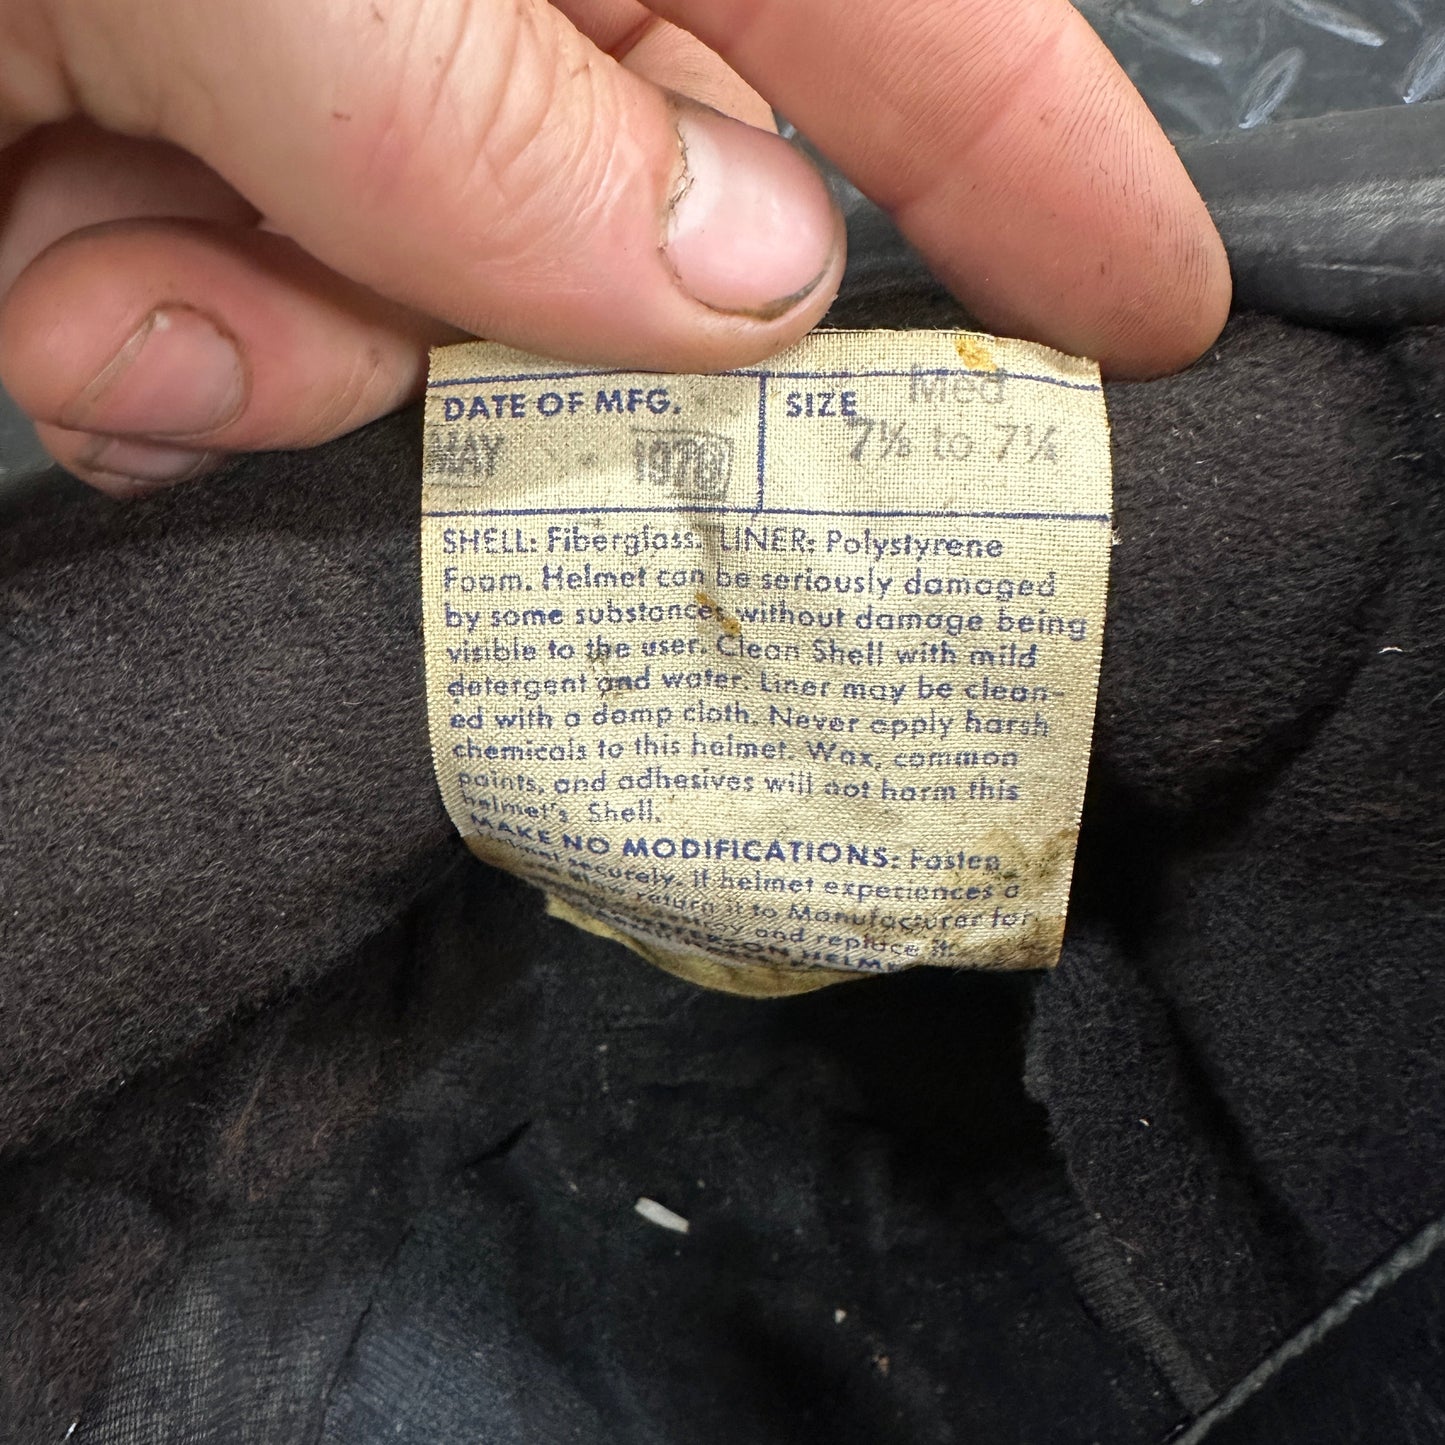 DATE OF MFG. SIZE Med
MAY 7⅛ to 7¼
SHELL: Fiberglass. LINER: Polystyrene
Foam. Helmet can be seriously damaged
by some substances without damage being
visible to the user. Clean Shell with mild
detergent and water. Liner may be clean-
ed with a damp cloth. Never apply harsh
chemicals to this helmet. Wax, common
paints, and adhesives will not harm this
helmet's Shell.
MAKE NO MODIFICATIONS: Fasten
securely. If helmet experiences a
blow, return it to Manufacturer for
and replace it.